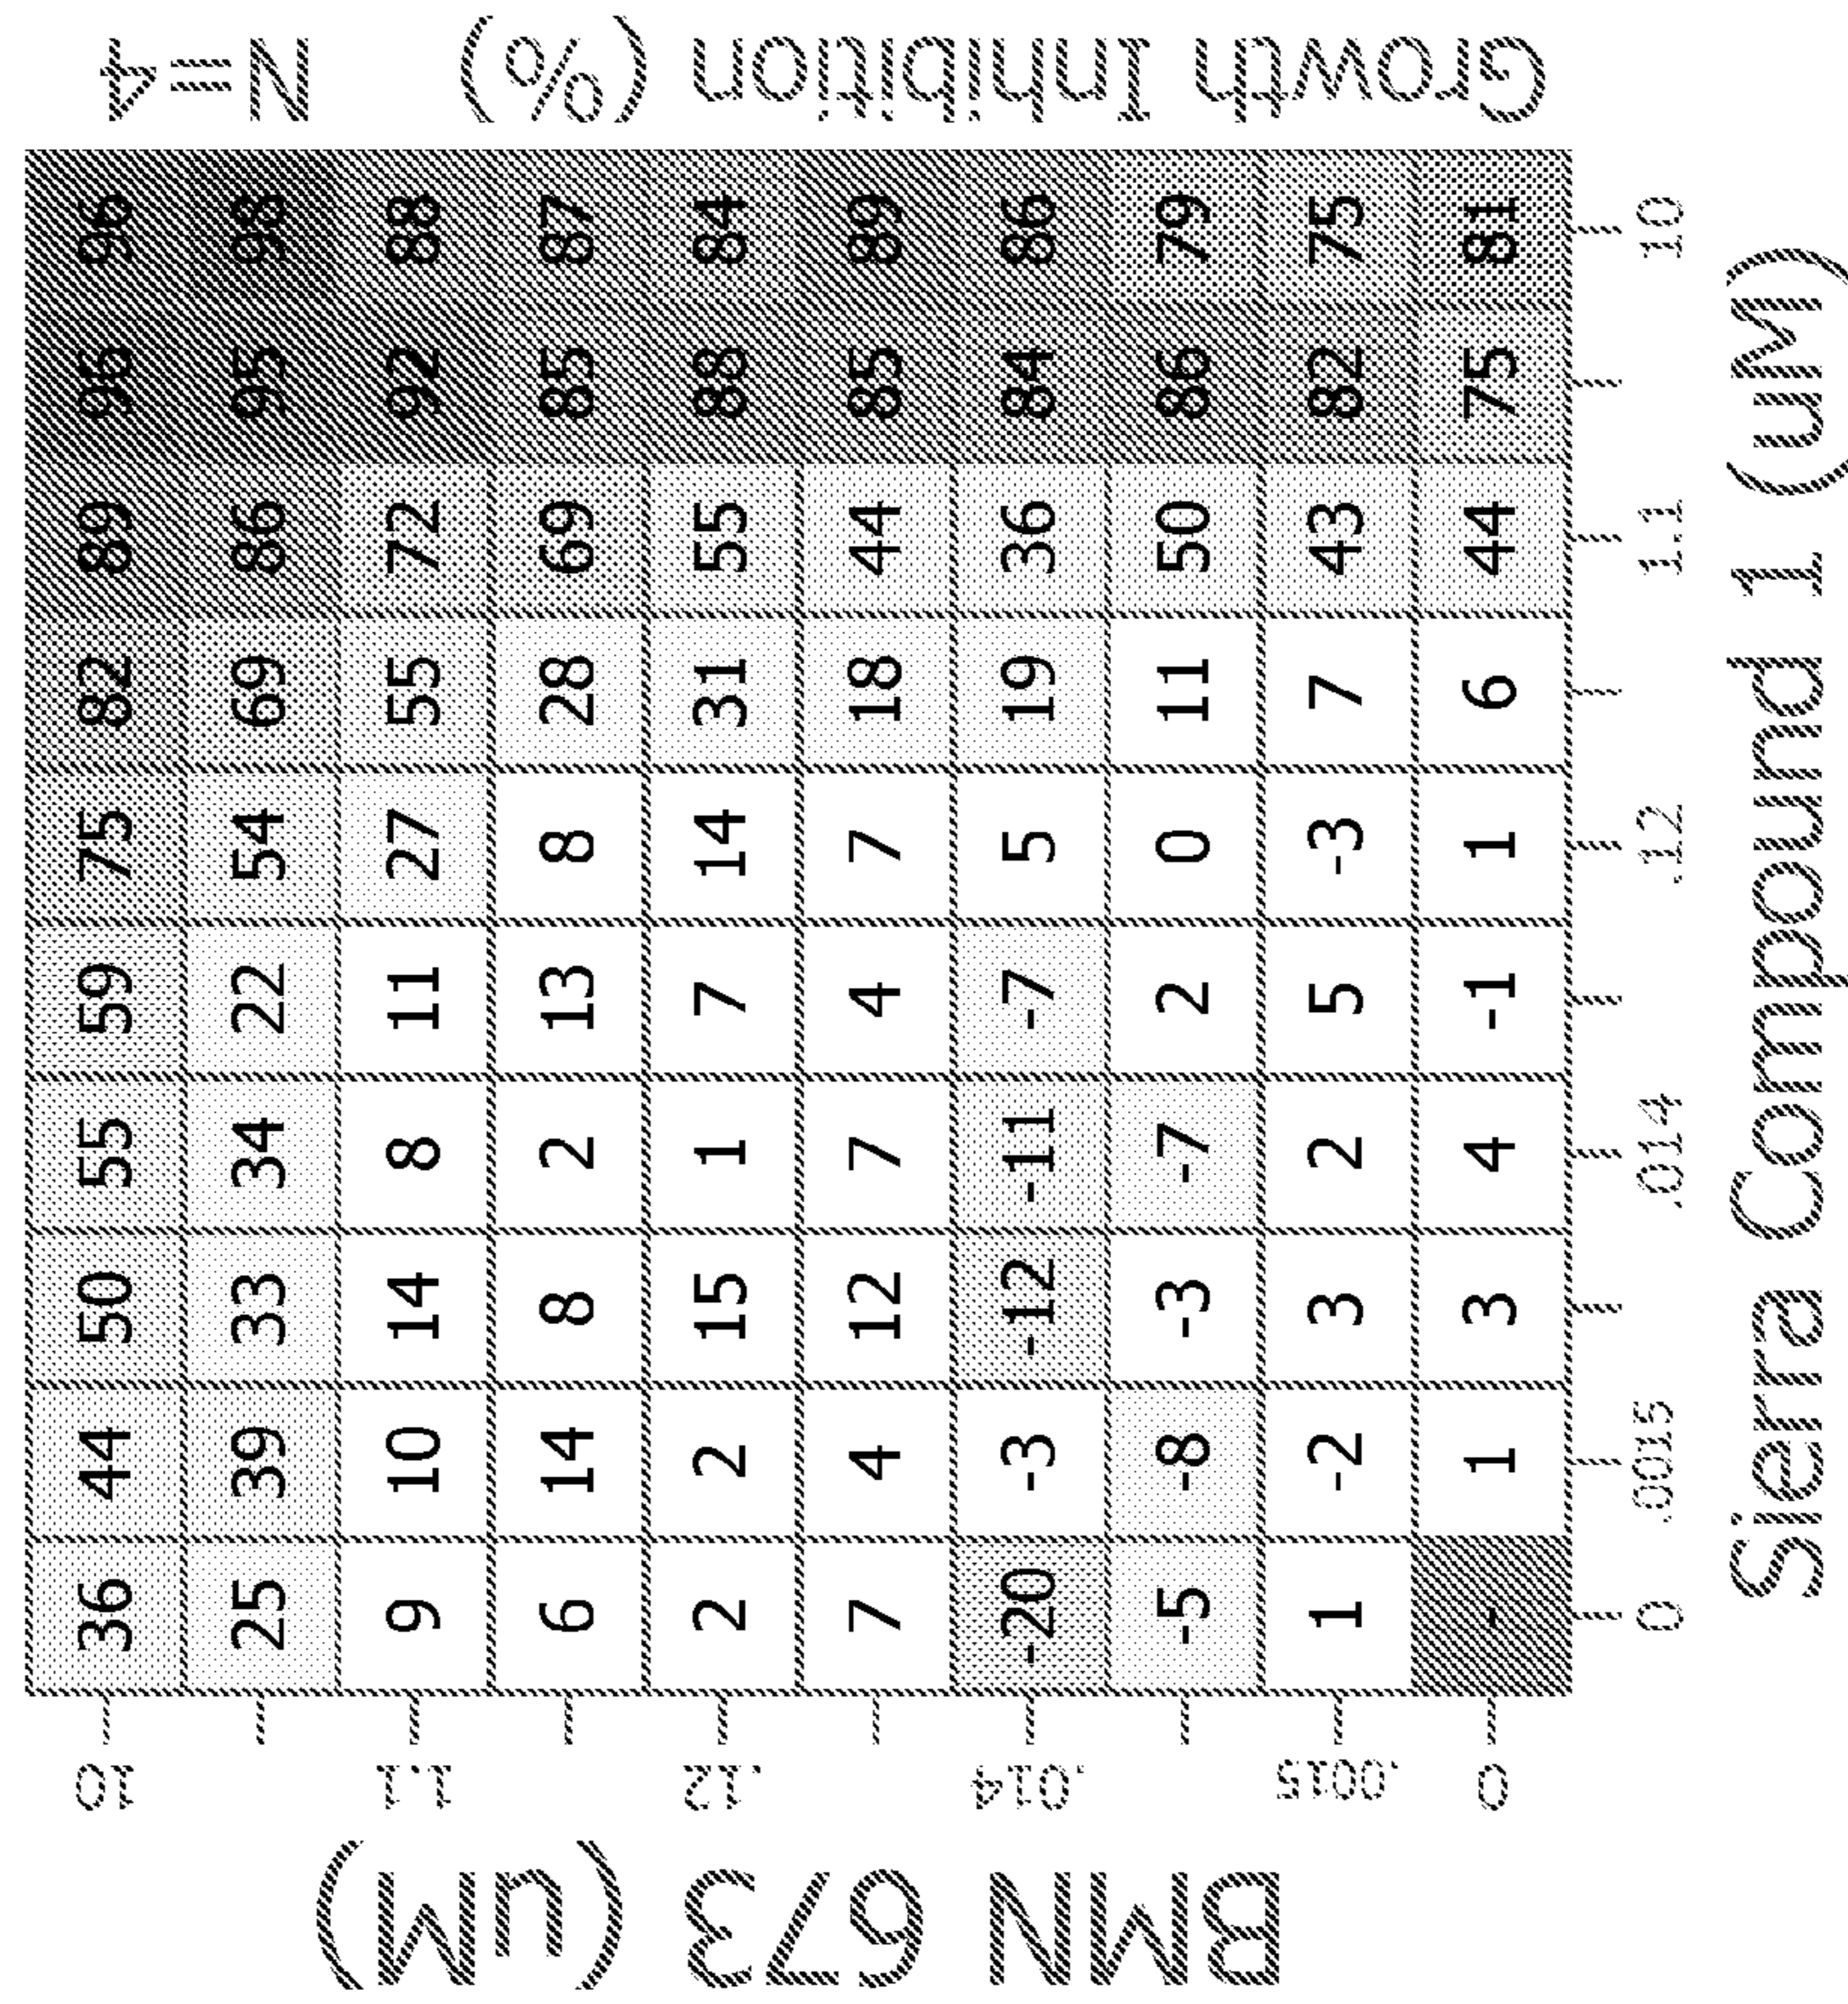 BMN 673 (uM)
10 36 44 50 55 59 75 82 89 96 96
25 39 33 34 22 54 69 86 95 98
1.1 9 10 14 8 11 27 55 72 92 88
6 14 8 2 13 8 28 69 85 87
.12 2 2 15 1 7 14 31 55 88 84
7 4 12 7 4 7 18 44 85 89
.014 -20 -3 -12 -11 -7 5 19 36 84 86
-5 -8 -3 -7 2 0 11 50 86 79
.0015 1 -2 3 2 5 -3 7 43 82 75
0 - 1 3 4 -1 1 6 44 75 81
0 .0015 .014 .12 1.1 10
Sierra Compound 1 (uM)
N=4
Growth Inhibition (%)